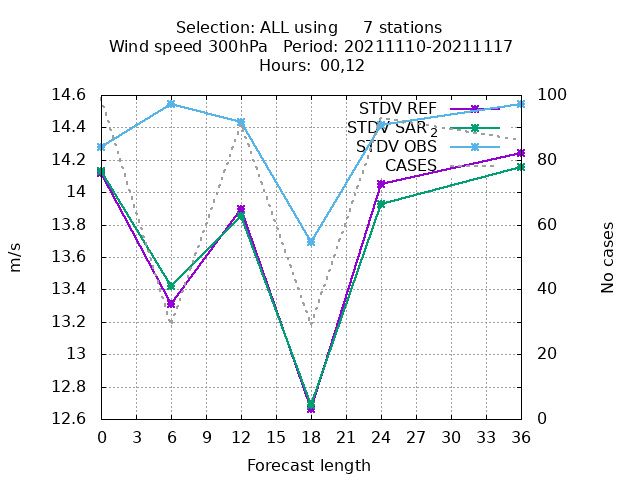 Selection: ALL using     7 stations
Wind speed 300hPa   Period: 20211110-20211117
Hours:  00,12
14.6
14.4
14.2
14
13.8
13.6
13.4
13.2
13
12.8
12.6
m/s
STDV REF
STDV SAR 2
STDV OBS
CASES
100
80
60
40
20
0
No cases
0 3 6 9 12 15 18 21 24 27 30 33 36
Forecast length